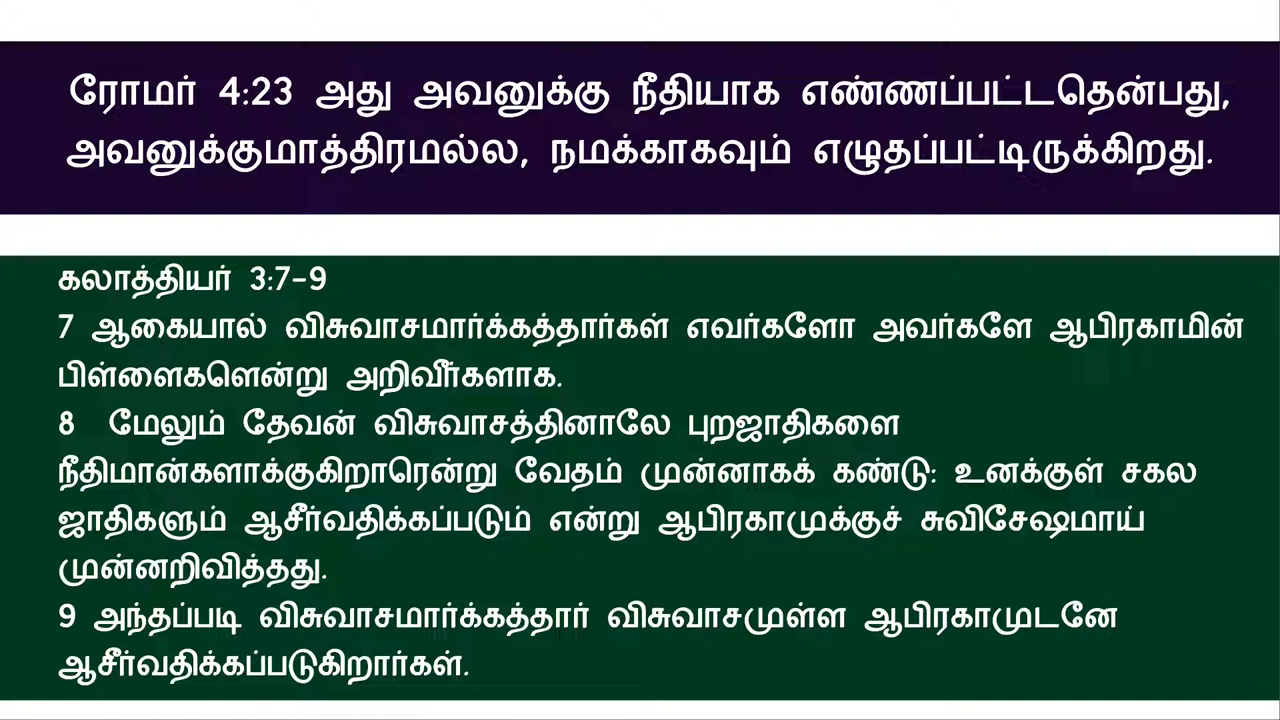 ரோமர் 4:23 அது அவனுக்கு நீதியாக எண்ணப்பட்டதென்பது,
அவனுக்குமாத்திரமல்ல, நமக்காகவும் எழுதப்பட்டிருக்கிறது.
கலாத்தியர் 3:7-9
7 ஆகையால் விசுவாசமார்க்கத்தார்கள் எவர்களோ அவர்களே ஆபிரகாமின்
பிள்ளைகளென்று அறிவீர்களாக.
8 மேலும் தேவன் விசுவாசத்தினாலே புறஜாதிகளை
நீதிமான்களாக்குகிறாரென்று வேதம் முன்னாகக் கண்டு: உனக்குள் சகல
ஜாதிகளும் ஆசீர்வதிக்கப்படும் என்று ஆபிரகாமுக்குச் சுவிசேஷமாய்
முன்னறிவித்தது.
9 அந்தப்படி விசுவாசமார்க்கத்தார் விசுவாசமுள்ள ஆபிரகாமுடனே
ஆசீர்வதிக்கப்படுகிறார்கள்.